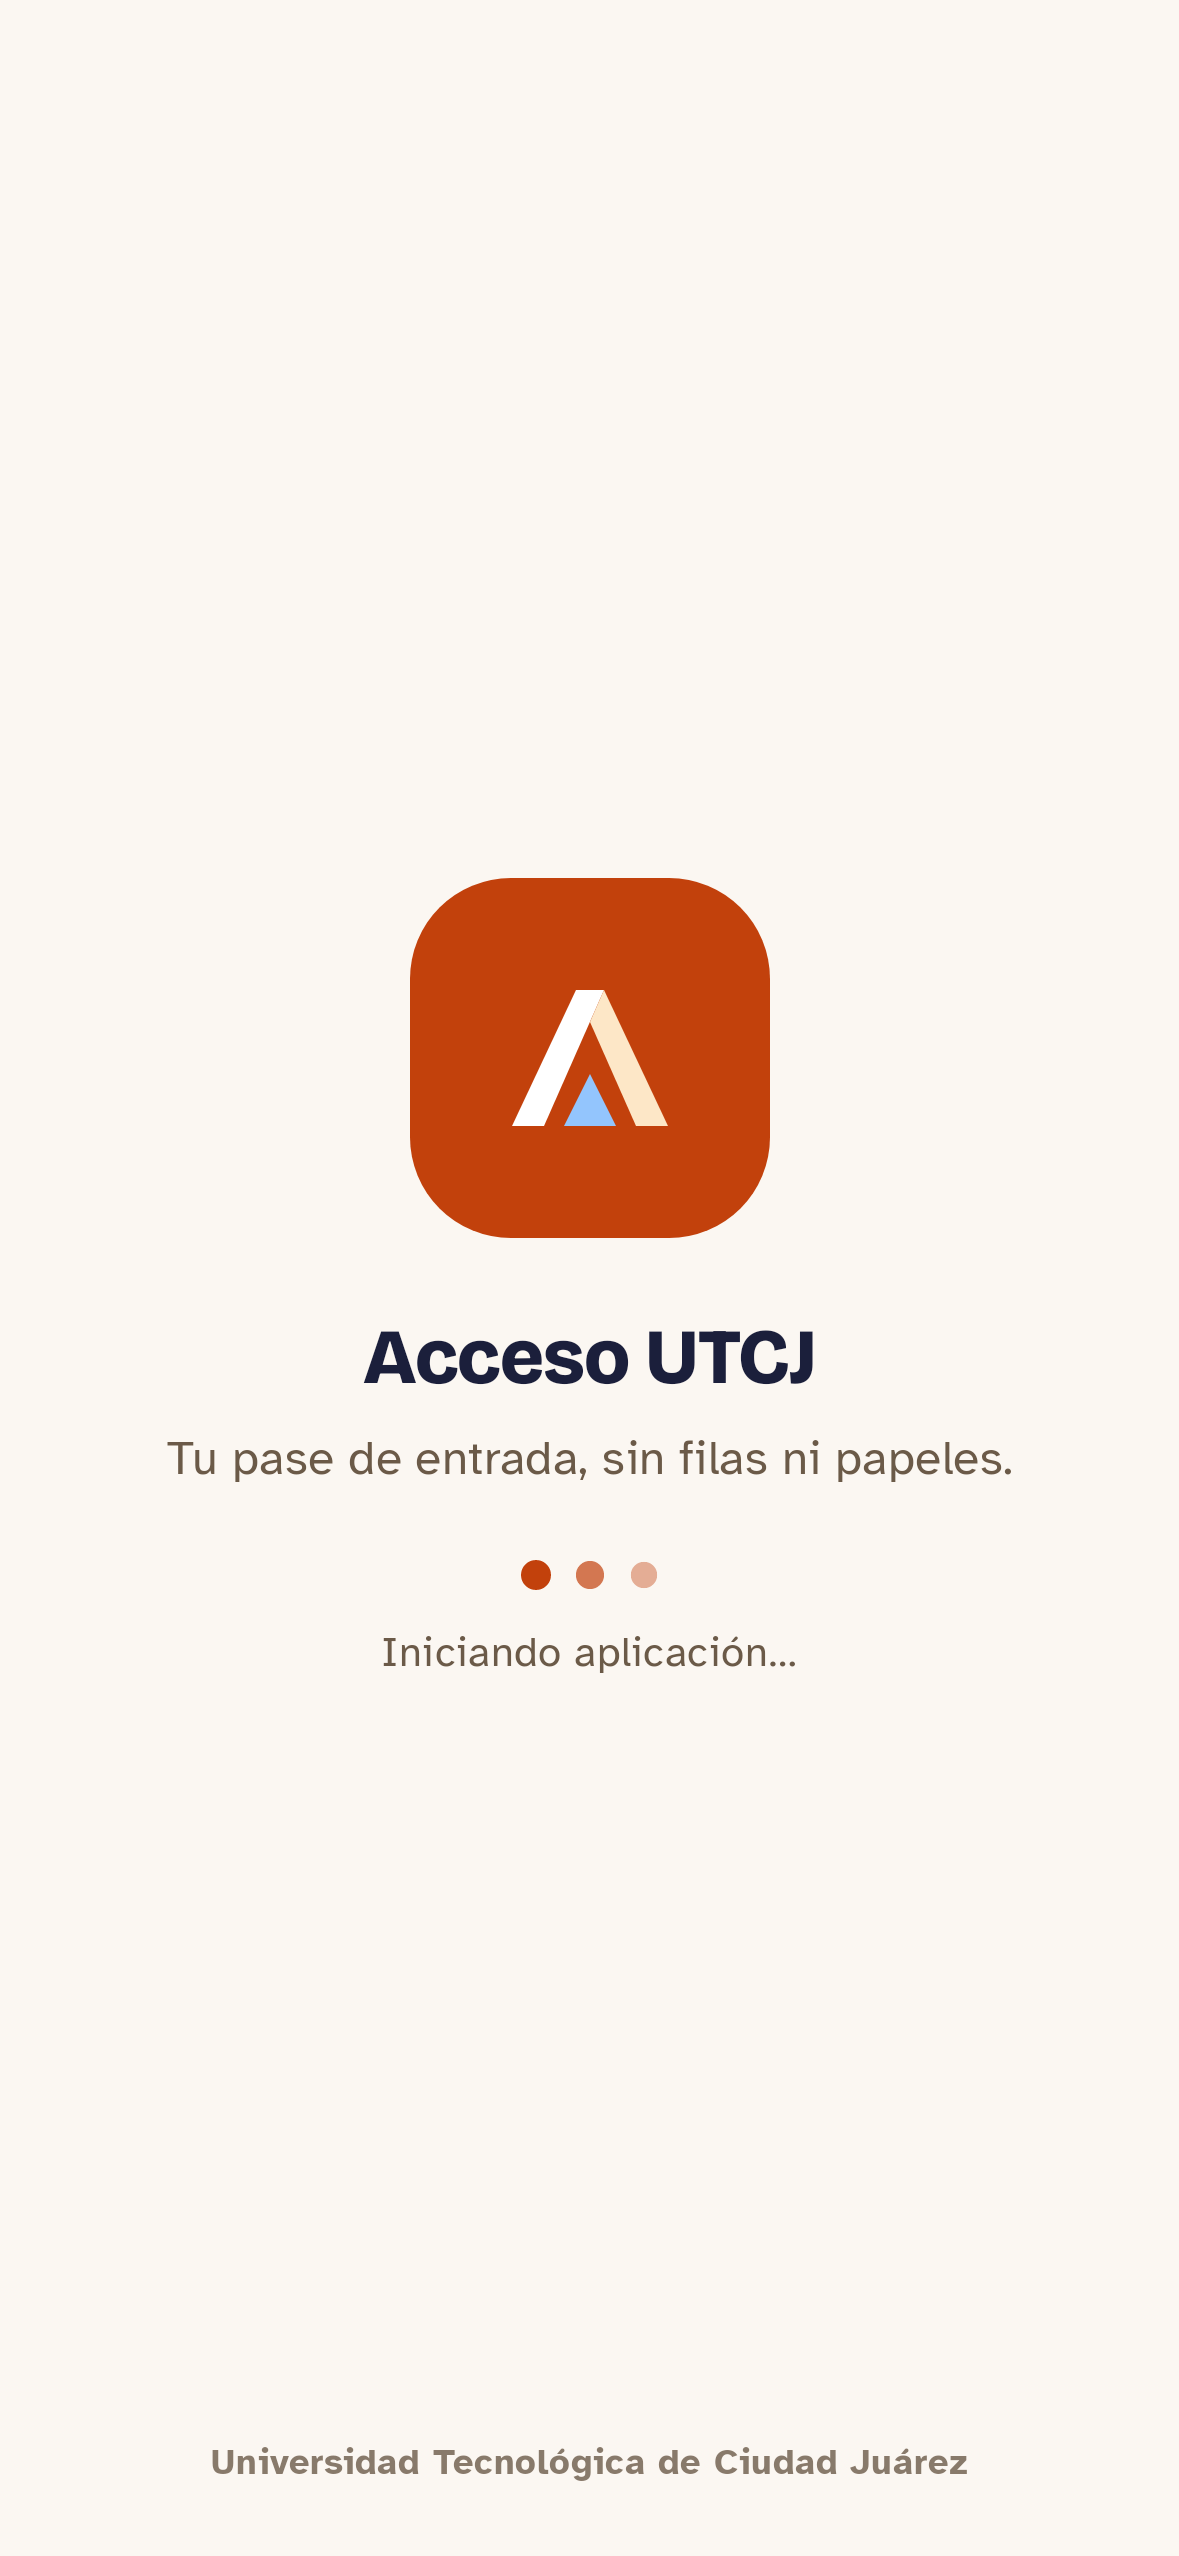 Acceso UTCJ
Tu pase de entrada, sin filas ni papeles.
Iniciando aplicación...
Universidad Tecnológica de Ciudad Juárez